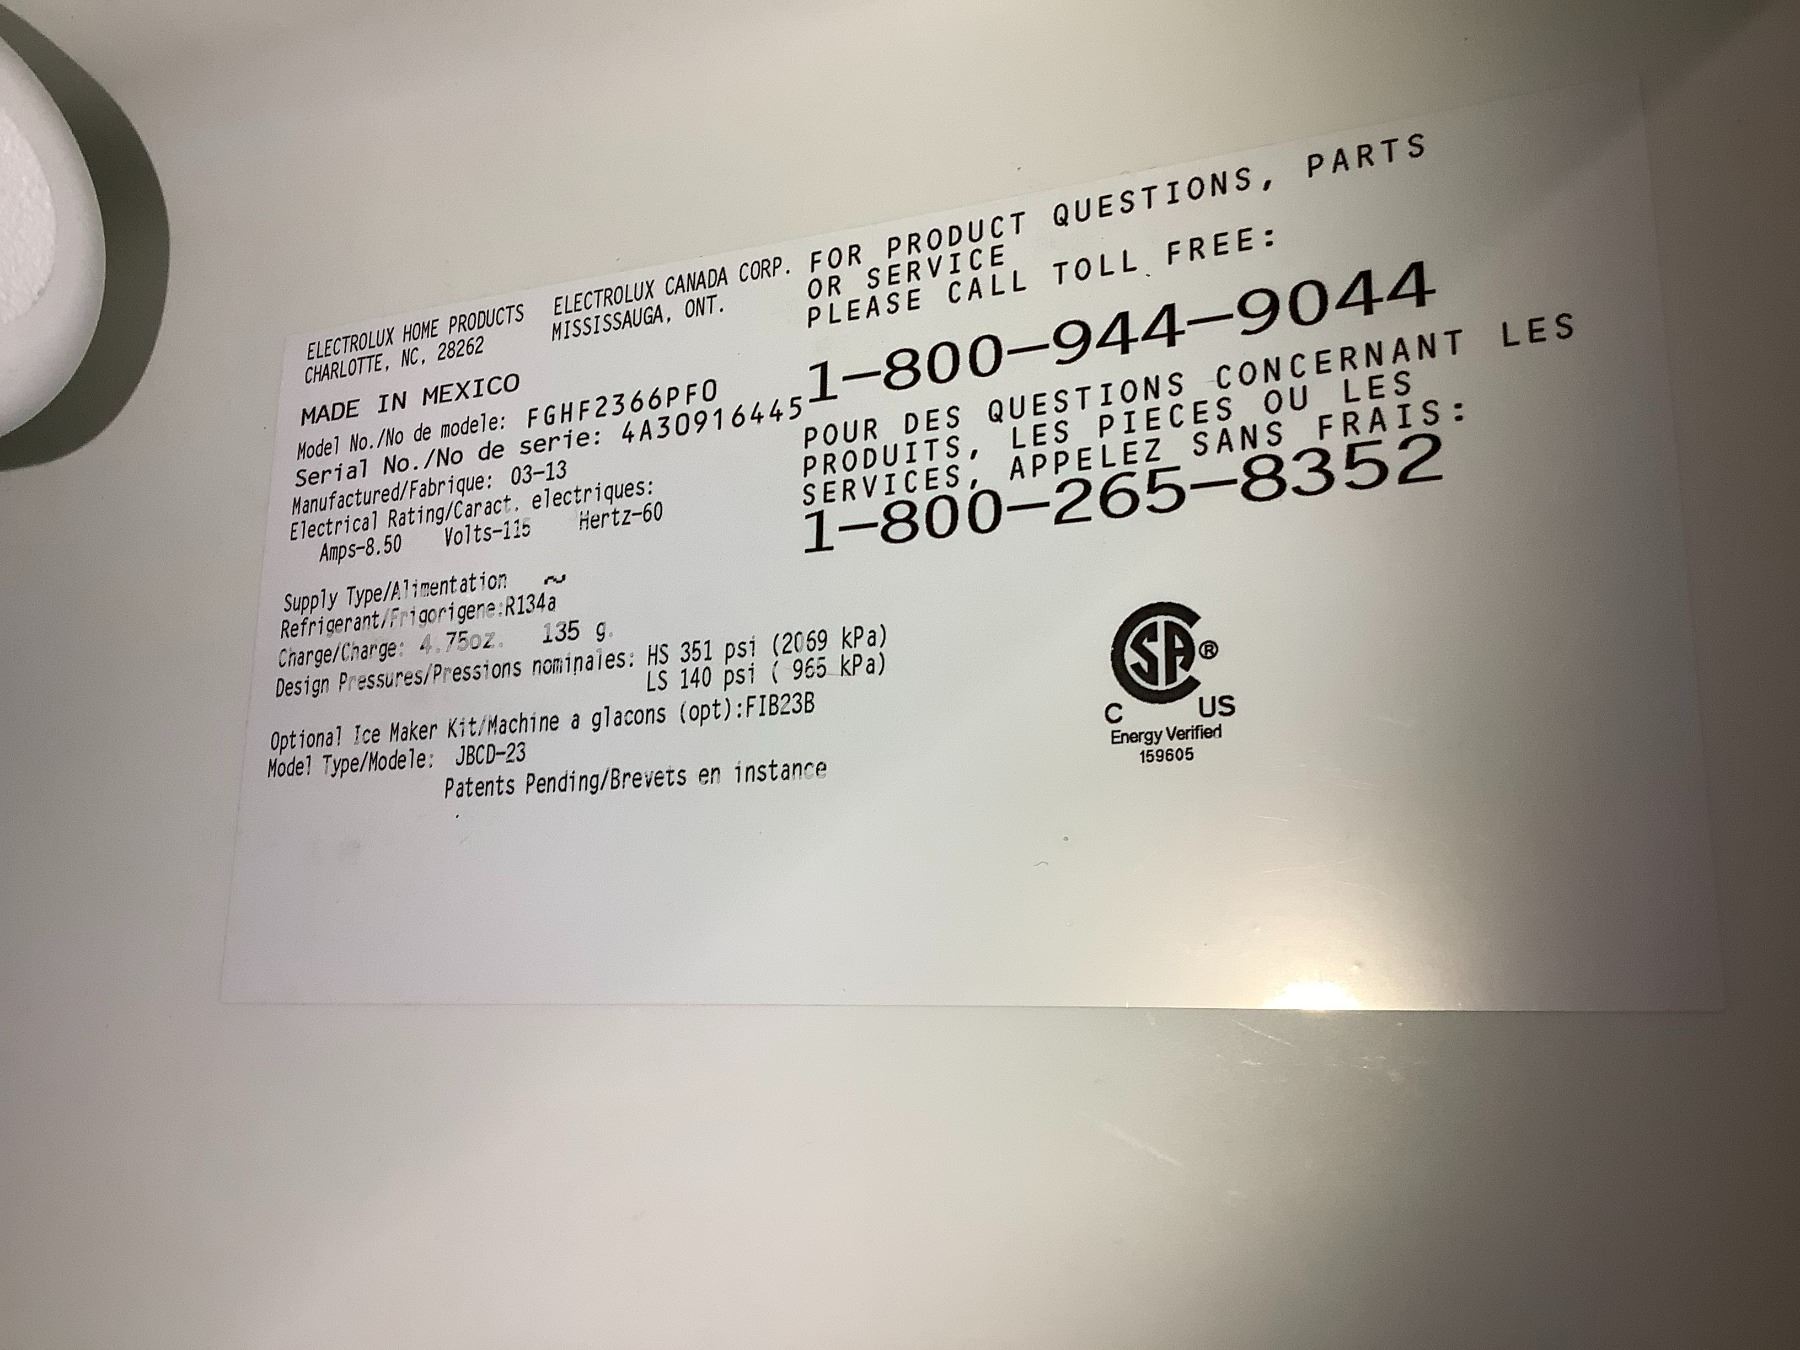 ELECTROLUX HOME PRODUCTS
CHARLOTTE, NC, 28262
ELECTROLUX CANADA CORP.
MISSISSAUGA, ONT.
MADE IN MEXICO
Model No./No de modele: FGHF2366PF0
Serial No./No de serie: 4A30916445
Manufactured/Fabrique: 03-13
Electrical Rating/Caract. electriques:
Amps-8.50 Volts-115 Hertz-60
Supply Type/Alimentation ~
Refrigerant/Frigorigene:R134a
Charge/Charge: 4.75oz. 135 g.
Design Pressures/Pressions nominales: HS 351 psi (2069 kPa)
LS 140 psi ( 965 kPa)
Optional Ice Maker Kit/Machine a glacons (opt):FIB23B
Model Type/Modele: JBCD-23
Patents Pending/Brevets en instance
FOR PRODUCT QUESTIONS, PARTS
OR SERVICE
PLEASE CALL TOLL FREE:
1-800-944-9044
POUR DES QUESTIONS CONCERNANT LES
PRODUITS, LES PIECES OU LES
SERVICES, APPELEZ SANS FRAIS:
1-800-265-8352
SA®
C US
Energy Verified
159605